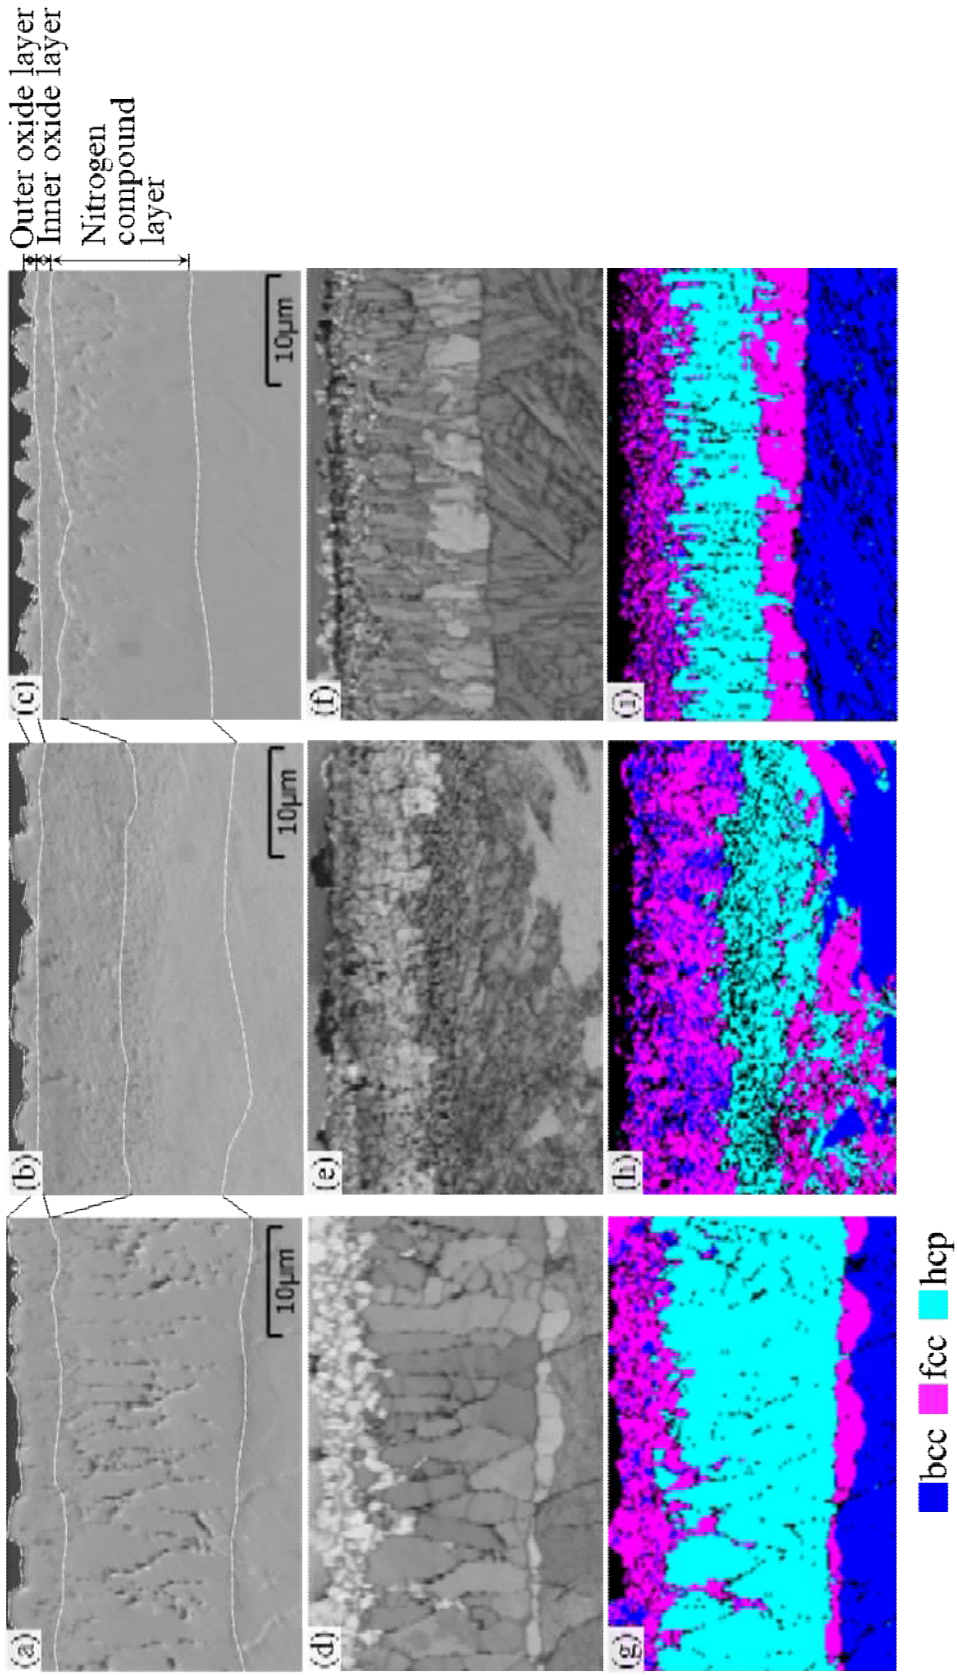 Outer oxide layer
Inner oxide layer
Nitrogen
compound
layer
(a)
10μm
(b)
10μm
(c)
10μm
(d)
(e)
(f)
(g)
(h)
(i)
bcc fcc hcp